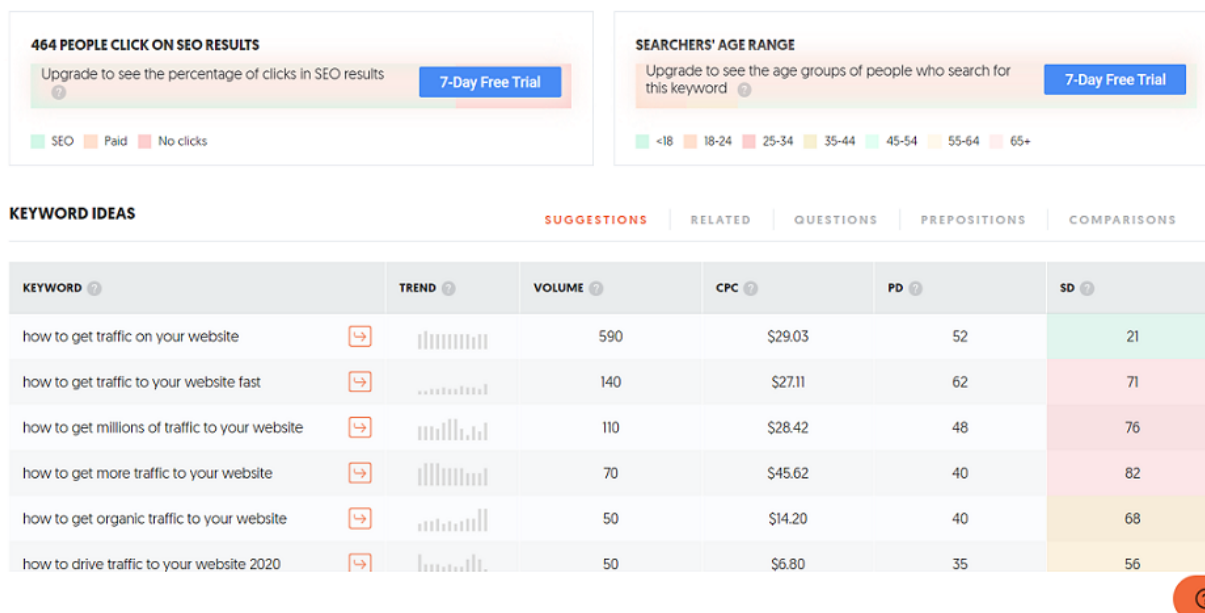 464 PEOPLE CLICK ON SEO RESULTS
Upgrade to see the percentage of clicks in SEO results
7-Day Free Trial
SEO Paid No clicks
SEARCHERS' AGE RANGE
Upgrade to see the age groups of people who search for
this keyword
7-Day Free Trial
<18 18-24 25-34 35-44 45-54 55-64 65+
KEYWORD IDEAS
SUGGESTIONS RELATED QUESTIONS PREPOSITIONS COMPARISONS
KEYWORD TREND VOLUME CPC PD SD
how to get traffic on your website 590 $29.03 52 21
how to get traffic to your website fast 140 $27.11 62 71
how to get millions of traffic to your website 110 $28.42 48 76
how to get more traffic to your website 70 $45.62 40 82
how to get organic traffic to your website 50 $14.20 40 68
how to drive traffic to your website 2020 50 $6.80 35 56